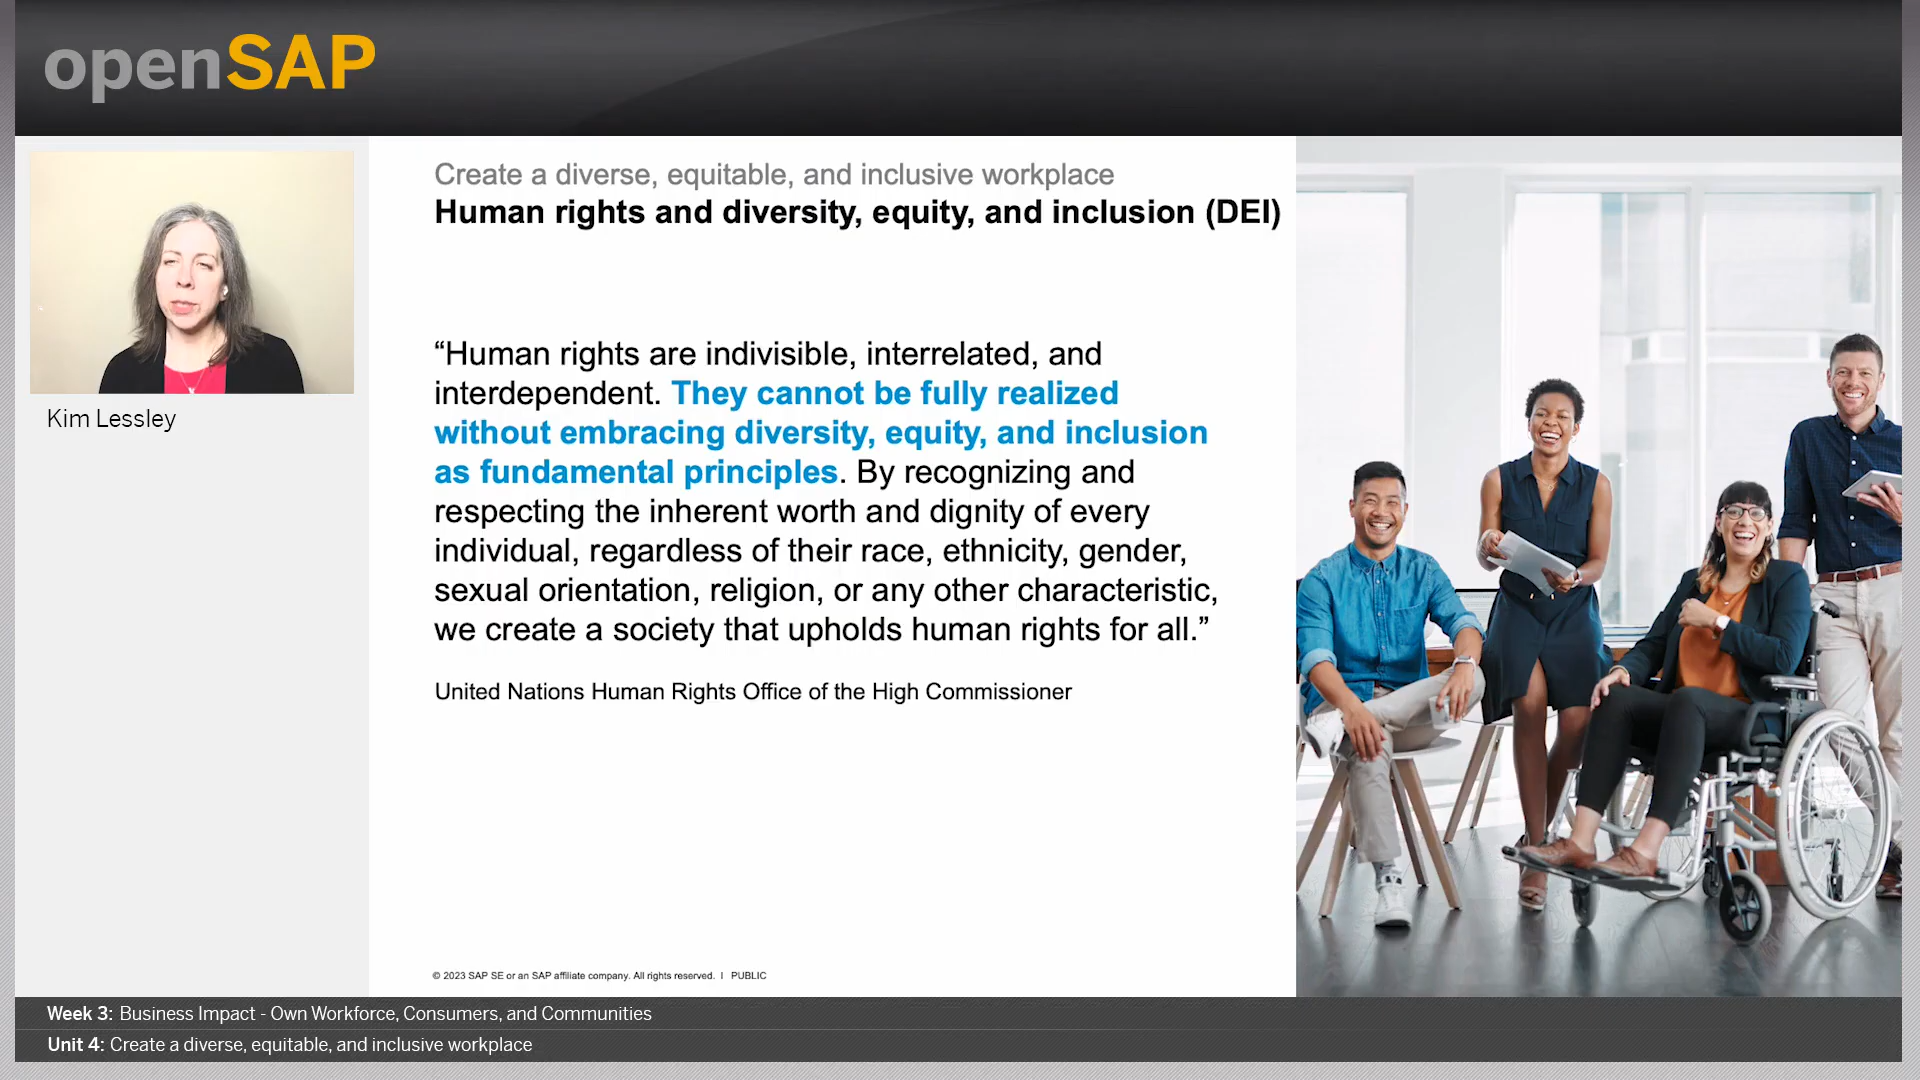 openSAP
Kim Lessley
Create a diverse, equitable, and inclusive workplace
Human rights and diversity, equity, and inclusion (DEI)
“Human rights are indivisible, interrelated, and
interdependent. They cannot be fully realized
without embracing diversity, equity, and inclusion
as fundamental principles. By recognizing and
respecting the inherent worth and dignity of every
individual, regardless of their race, ethnicity, gender,
sexual orientation, religion, or any other characteristic,
we create a society that upholds human rights for all.”
United Nations Human Rights Office of the High Commissioner
© 2023 SAP SE or an SAP affiliate company. All rights reserved. I PUBLIC
Week 3: Business Impact - Own Workforce, Consumers, and Communities
Unit 4: Create a diverse, equitable, and inclusive workplace